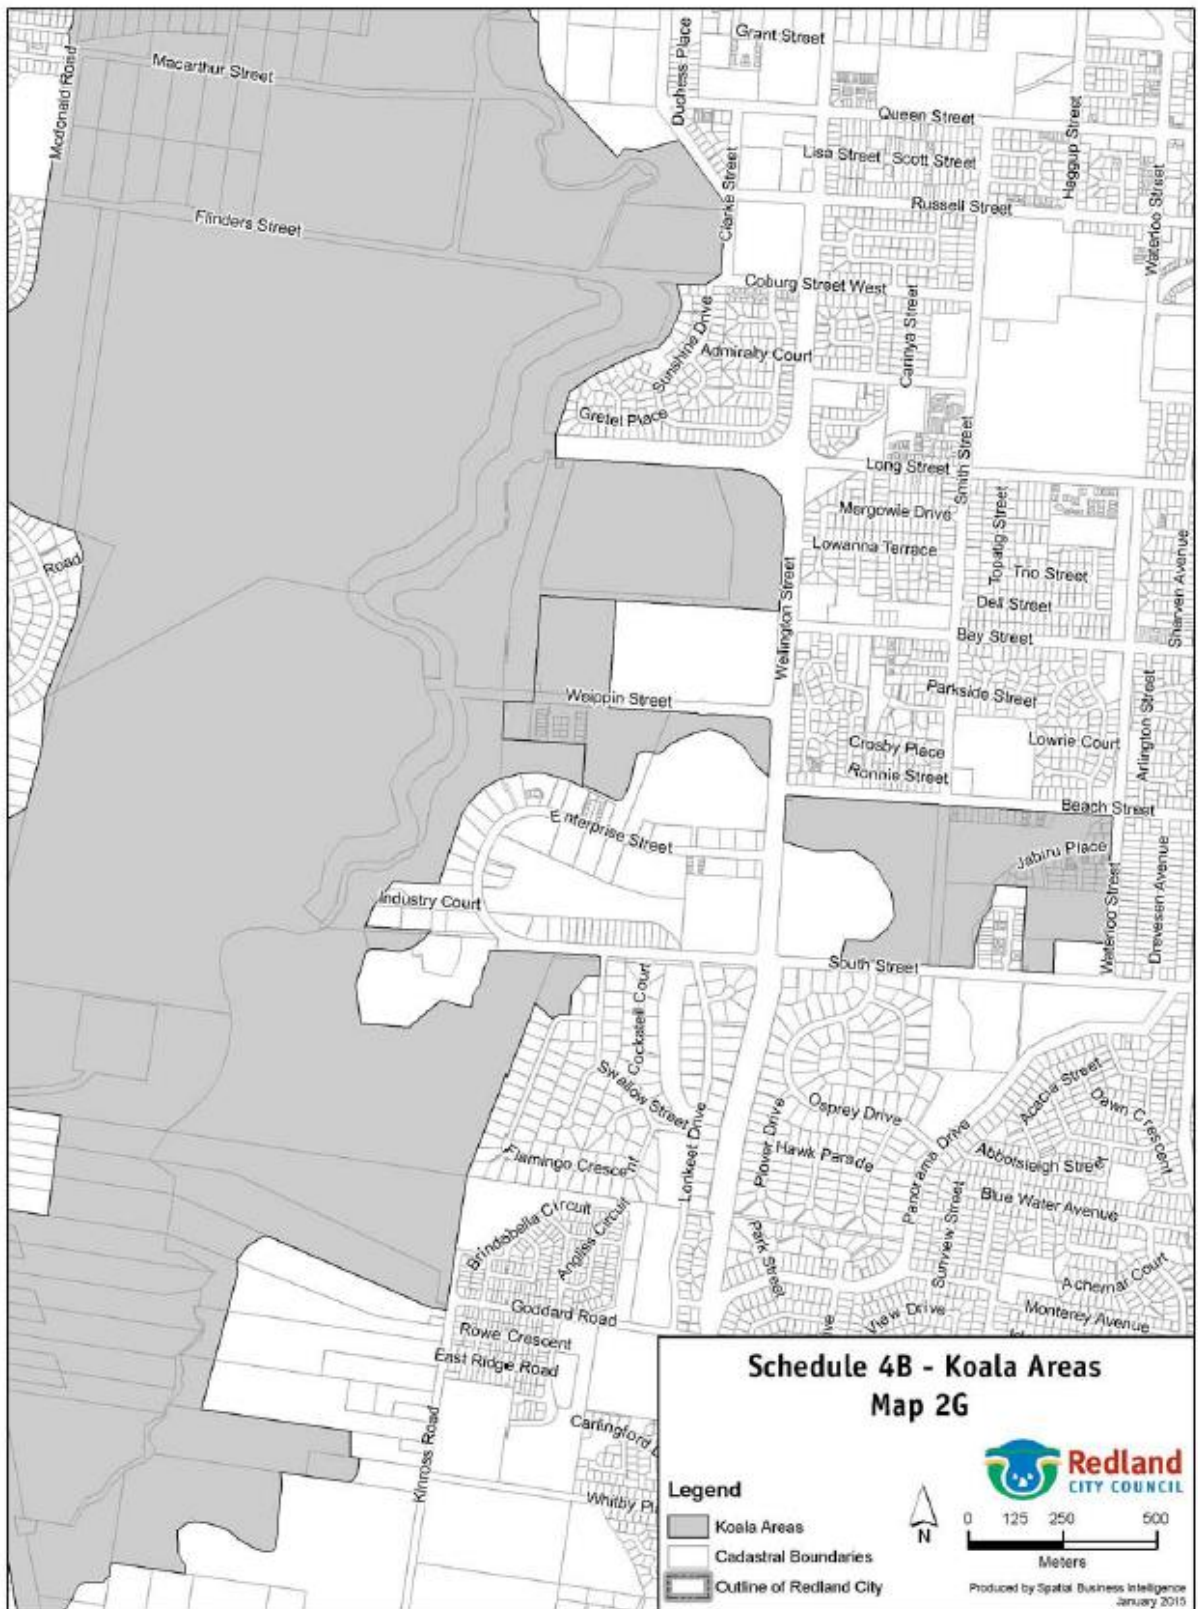 Grant Street
Duchess Place
Macarthur Street
Mcdonald Road
Queen Street
Haggup Street
Lisa Street
Scott Street
Clarke Street
Waterloo Street
Russell Street
Flinders Street
Coburg Street West
Carinya Street
Sunshine Drive
Admiralty Court
Gretel Place
Long Street
Smith Street
Mergowie Drive
Lowanna Terrace
Trio Street
Road
Dell Street
Sharven Avenue
Bay Street
Wellington Street
Parkside Street
Weippin Street
Arlington Street
Lowrie Court
Crosby Place
Ronnie Street
Beach Street
Enterprise Street
Jabiru Place
Industry Court
Waterloo Street
Drevesen Avenue
South Street
Cockatell Court
Swallow Street
Osprey Drive
Acacia Street
Dawn Crescent
Lorikeet Drive
Plover Drive
Hawk Parade
Panorama Drive
Abbotsleigh Street
Flamingo Crescent
Blue Water Avenue
Brindabella Circuit
Angliss Circuit
Park Street
Sunview Street
Achernar Court
Goddard Road
View Drive
Monterey Avenue
Rowe Crescent
East Ridge Road
Carlingford
Kinross Road
Whitby Pl
Schedule 4B - Koala Areas
Map 2G
Redland
CITY COUNCIL
Legend
Koala Areas
Cadastral Boundaries
Outline of Redland City
N
0 125 250 500
Meters
Produced by Spatial Business Intelligence
January 2015